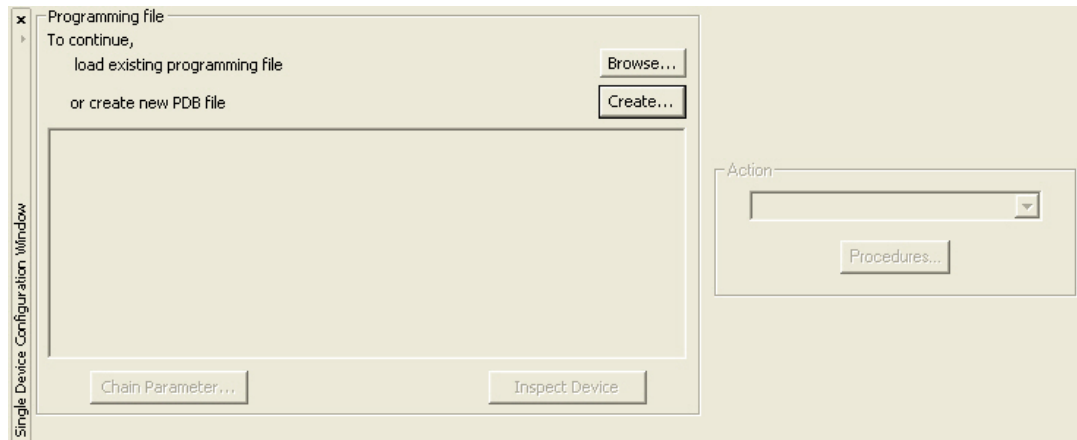 Single Device Configuration Window
Programming file
To continue,
load existing programming file
Browse...
or create new PDB file
Create...
Chain Parameter...
Inspect Device
Action
Procedures...